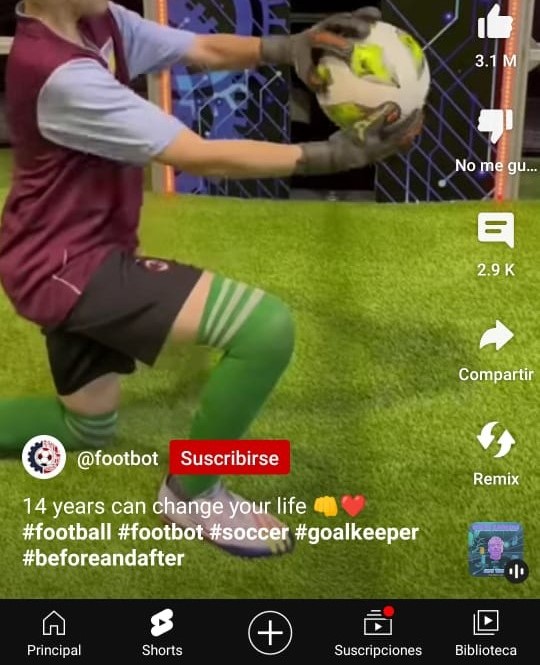 3.1 M
No me gu...
2.9 K
Compartir
Remix
@footbot
Suscribirse
14 years can change your life 👊❤️
#football #footbot #soccer #goalkeeper
#beforeandafter
Principal
Shorts
Suscripciones
Biblioteca